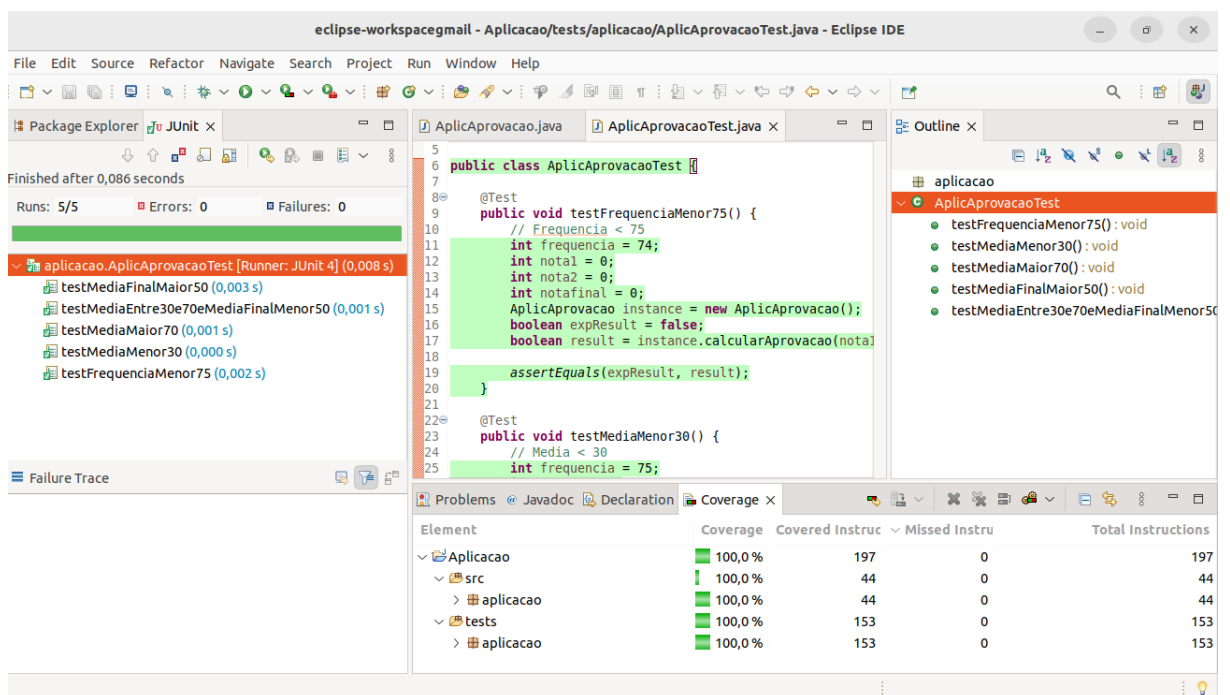 eclipse-workspacegmail - Aplicacao/tests/aplicacao/AplicAprovacaoTest.java - Eclipse IDE
File Edit Source Refactor Navigate Search Project Run Window Help
Package Explorer JUnit
Finished after 0,086 seconds
Runs: 5/5 Errors: 0 Failures: 0
aplicacao.AplicAprovacaoTest [Runner: JUnit 4] (0,008 s)
testMediaFinalMaior50 (0,003 s)
testMediaEntre30e70eMediaFinalMenor50 (0,001 s)
testMediaMaior70 (0,001 s)
testMediaMenor30 (0,000 s)
testFrequenciaMenor75 (0,002 s)
Failure Trace
AplicAprovacao.java AplicAprovacaoTest.java
5
6 public class AplicAprovacaoTest {
7
8 @Test
9 public void testFrequenciaMenor75() {
10 // Frequencia < 75
11 int frequencia = 74;
12 int nota1 = 0;
13 int nota2 = 0;
14 int notafinal = 0;
15 AplicAprovacao instance = new AplicAprovacao();
16 boolean expResult = false;
17 boolean result = instance.calcularAprovacao(nota1
18
19 assertEquals(expResult, result);
20 }
21
22 @Test
23 public void testMediaMenor30() {
24 // Media < 30
25 int frequencia = 75;
Outline
aplicacao
AplicAprovacaoTest
testFrequenciaMenor75() : void
testMediaMenor30() : void
testMediaMaior70() : void
testMediaFinalMaior50() : void
testMediaEntre30e70eMediaFinalMenor50
Problems Javadoc Declaration Coverage
Element Coverage Covered Instruc Missed Instru Total Instructions
Aplicacao 100,0 % 197 0 197
src 100,0 % 44 0 44
aplicacao 100,0 % 44 0 44
tests 100,0 % 153 0 153
aplicacao 100,0 % 153 0 153